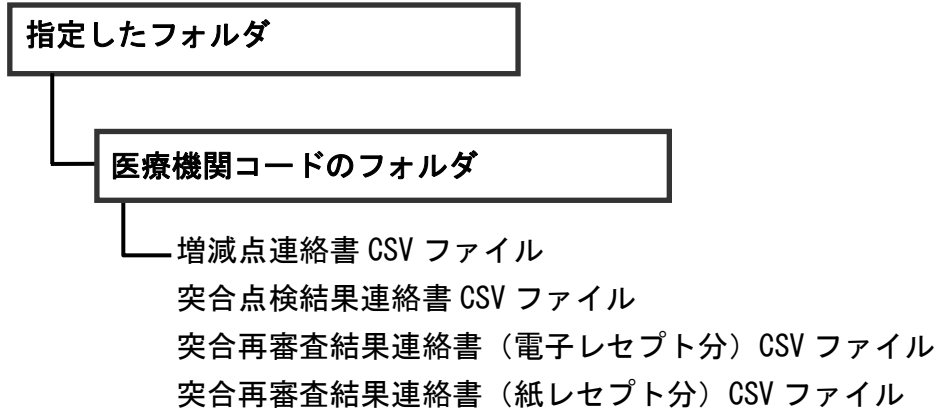 指定したフォルダ
医療機関コードのフォルダ
増減点連絡書 CSV ファイル
突合点検結果連絡書 CSV ファイル
突合再審査結果連絡書（電子レセプト分）CSV ファイル
突合再審査結果連絡書（紙レセプト分）CSV ファイル